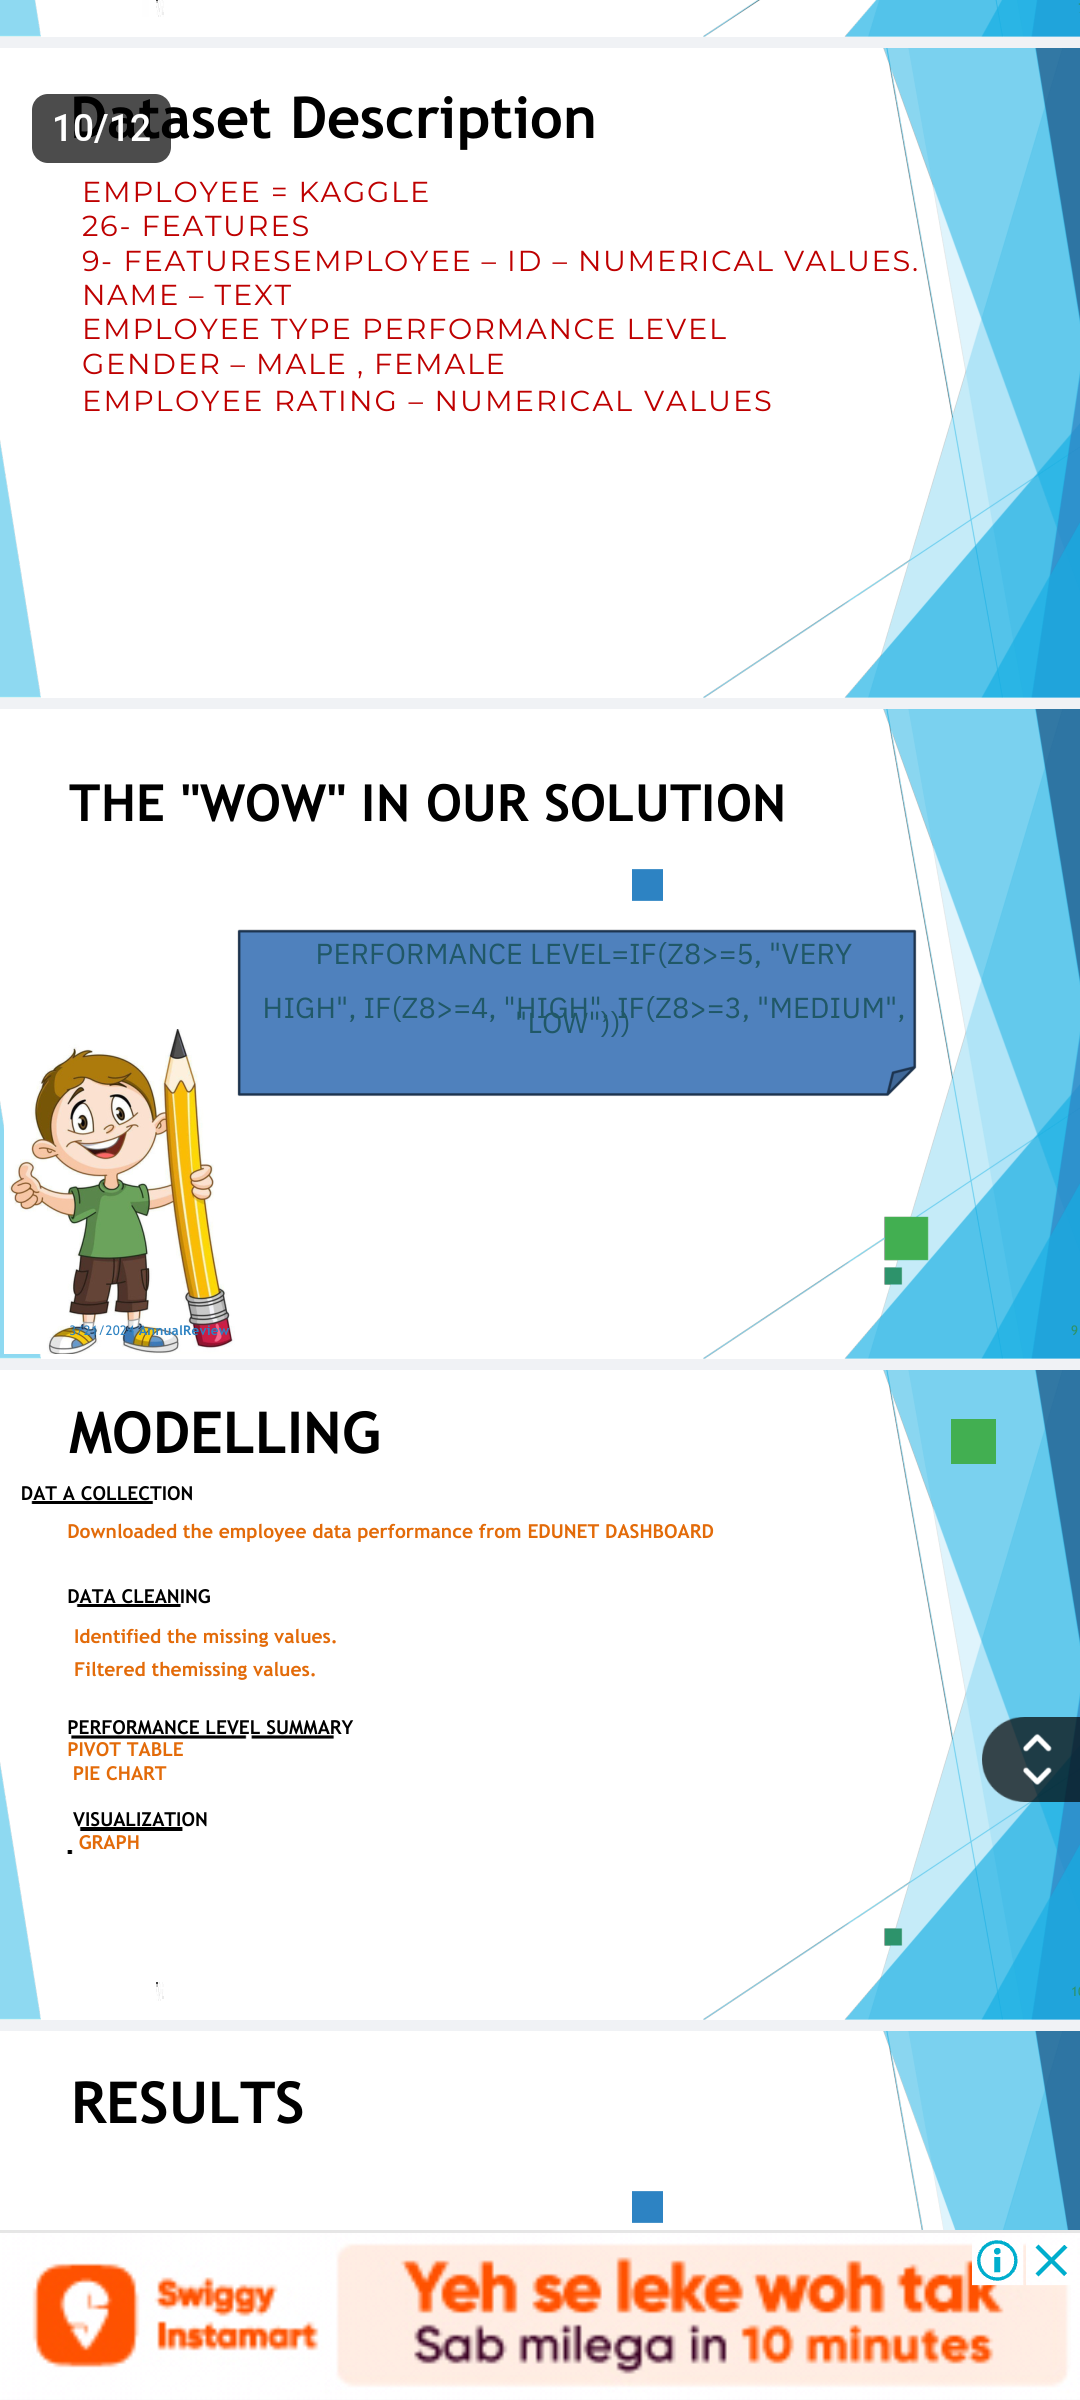 Dataset Description
10/12
EMPLOYEE = KAGGLE
26- FEATURES
9- FEATURESEMPLOYEE – ID – NUMERICAL VALUES.
NAME – TEXT
EMPLOYEE TYPE PERFORMANCE LEVEL
GENDER – MALE , FEMALE
EMPLOYEE RATING – NUMERICAL VALUES
THE "WOW" IN OUR SOLUTION
PERFORMANCE LEVEL=IF(Z8>=5, "VERY
HIGH", IF(Z8>=4, "HIGH", IF(Z8>=3, "MEDIUM",
"LOW")))
AnnualReview
9
MODELLING
DAT A COLLECTION
Downloaded the employee data performance from EDUNET DASHBOARD
DATA CLEANING
Identified the missing values.
Filtered themissing values.
PERFORMANCE LEVEL SUMMARY
PIVOT TABLE
PIE CHART
VISUALIZATION
GRAPH
RESULTS
Swiggy
Instamart
Yeh se leke woh tak
Sab milega in 10 minutes